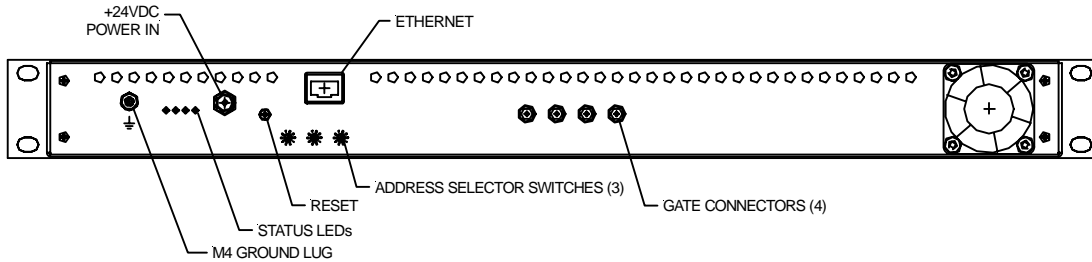 +24VDC
POWER IN
ETHERNET
ADDRESS SELECTOR SWITCHES (3)
RESET
GATE CONNECTORS (4)
STATUS LEDs
M4 GROUND LUG